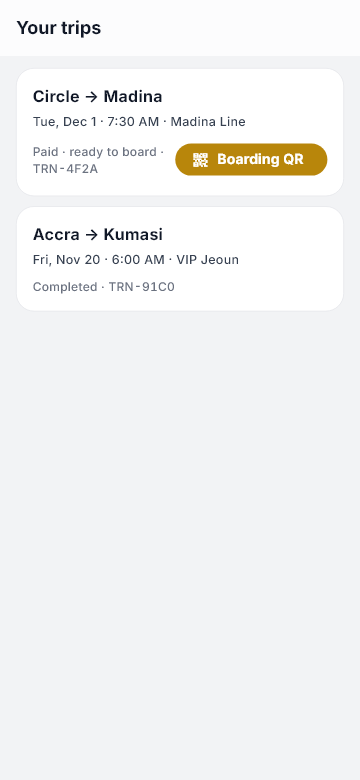 Your trips
Circle → Madina
Tue, Dec 1 · 7:30 AM · Madina Line
Paid · ready to board ·
TRN-4F2A
Boarding QR
Accra → Kumasi
Fri, Nov 20 · 6:00 AM · VIP Jeoun
Completed · TRN-91C0